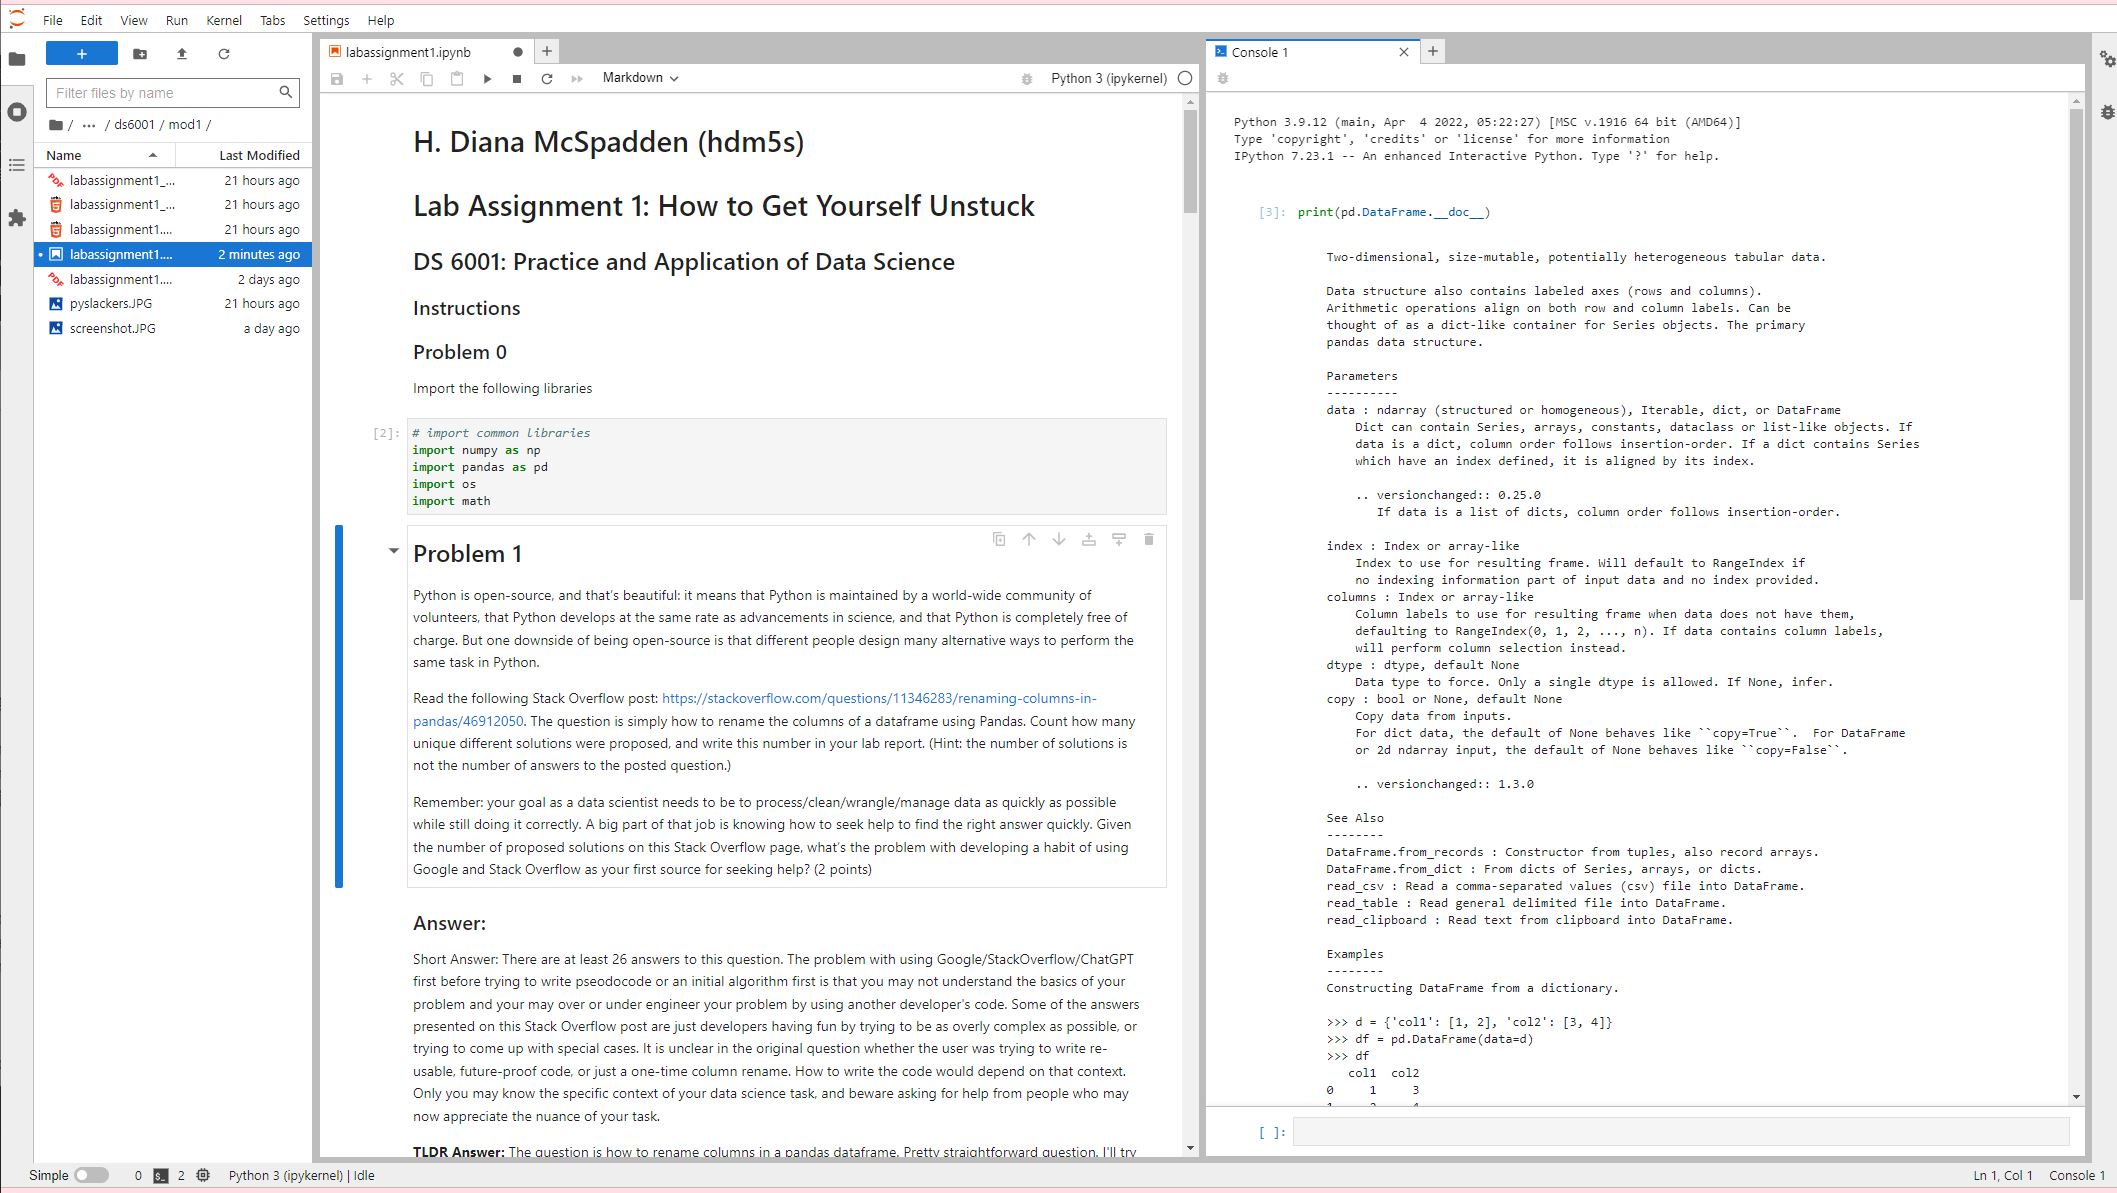 File Edit View Run Kernel Tabs Settings Help
+
Filter files by name
/ ··· / ds6001 / mod1 /
Name Last Modified
labassignment1_... 21 hours ago
labassignment1_... 21 hours ago
labassignment1.... 21 hours ago
labassignment1.... 2 minutes ago
labassignment1.... 2 days ago
pyslackers.JPG 21 hours ago
screenshot.JPG a day ago
labassignment1.ipynb
Markdown
Python 3 (ipykernel)
H. Diana McSpadden (hdm5s)
Lab Assignment 1: How to Get Yourself Unstuck
DS 6001: Practice and Application of Data Science
Instructions
Problem 0
Import the following libraries
[2]: # import common libraries
import numpy as np
import pandas as pd
import os
import math
Problem 1
Python is open-source, and that's beautiful: it means that Python is maintained by a world-wide community of
volunteers, that Python develops at the same rate as advancements in science, and that Python is completely free of
charge. But one downside of being open-source is that different people design many alternative ways to perform the
same task in Python.
Read the following Stack Overflow post: https://stackoverflow.com/questions/11346283/renaming-columns-in-
pandas/46912050. The question is simply how to rename the columns of a dataframe using Pandas. Count how many
unique different solutions were proposed, and write this number in your lab report. (Hint: the number of solutions is
not the number of answers to the posted question.)
Remember: your goal as a data scientist needs to be to process/clean/wrangle/manage data as quickly as possible
while still doing it correctly. A big part of that job is knowing how to seek help to find the right answer quickly. Given
the number of proposed solutions on this Stack Overflow page, what's the problem with developing a habit of using
Google and Stack Overflow as your first source for seeking help? (2 points)
Answer:
Short Answer: There are at least 26 answers to this question. The problem with using Google/StackOverflow/ChatGPT
first before trying to write pseodocode or an initial algorithm first is that you may not understand the basics of your
problem and your may over or under engineer your problem by using another developer's code. Some of the answers
presented on this Stack Overflow post are just developers having fun by trying to be as overly complex as possible, or
trying to come up with special cases. It is unclear in the original question whether the user was trying to write re-
usable, future-proof code, or just a one-time column rename. How to write the code would depend on that context.
Only you may know the specific context of your data science task, and beware asking for help from people who may
now appreciate the nuance of your task.
TLDR Answer: The question is how to rename columns in a pandas dataframe. Pretty straightforward question. I'll try
Console 1
Python 3.9.12 (main, Apr  4 2022, 05:22:27) [MSC v.1916 64 bit (AMD64)]
Type 'copyright', 'credits' or 'license' for more information
IPython 7.23.1 -- An enhanced Interactive Python. Type '?' for help.
[3]: print(pd.DataFrame.__doc__)
Two-dimensional, size-mutable, potentially heterogeneous tabular data.
Data structure also contains labeled axes (rows and columns).
Arithmetic operations align on both row and column labels. Can be
thought of as a dict-like container for Series objects. The primary
pandas data structure.
Parameters
----------
data : ndarray (structured or homogeneous), Iterable, dict, or DataFrame
Dict can contain Series, arrays, constants, dataclass or list-like objects. If
data is a dict, column order follows insertion-order. If a dict contains Series
which have an index defined, it is aligned by its index.
.. versionchanged:: 0.25.0
If data is a list of dicts, column order follows insertion-order.
index : Index or array-like
Index to use for resulting frame. Will default to RangeIndex if
no indexing information part of input data and no index provided.
columns : Index or array-like
Column labels to use for resulting frame when data does not have them,
defaulting to RangeIndex(0, 1, 2, ..., n). If data contains column labels,
will perform column selection instead.
dtype : dtype, default None
Data type to force. Only a single dtype is allowed. If None, infer.
copy : bool or None, default None
Copy data from inputs.
For dict data, the default of None behaves like ``copy=True``.  For DataFrame
or 2d ndarray input, the default of None behaves like ``copy=False``.
.. versionchanged:: 1.3.0
See Also
--------
DataFrame.from_records : Constructor from tuples, also record arrays.
DataFrame.from_dict : From dicts of Series, arrays, or dicts.
read_csv : Read a comma-separated values (csv) file into DataFrame.
read_table : Read general delimited file into DataFrame.
read_clipboard : Read text from clipboard into DataFrame.
Examples
--------
Constructing DataFrame from a dictionary.
>>> d = {'col1': [1, 2], 'col2': [3, 4]}
>>> df = pd.DataFrame(data=d)
>>> df
col1  col2
0     1     3
[ ]:
Simple 0 2 Python 3 (ipykernel) | Idle
Ln 1, Col 1 Console 1